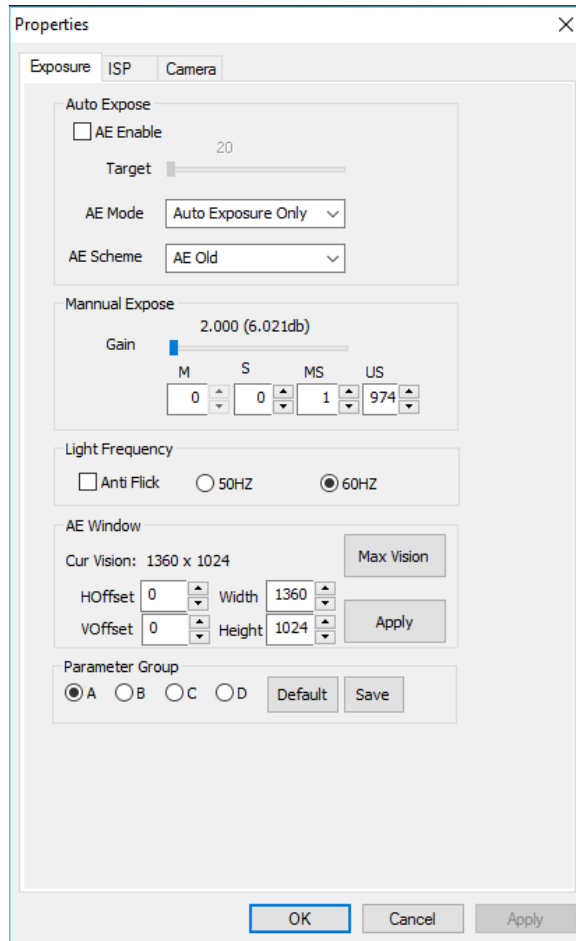 Properties
Exposure ISP Camera
Auto Expose
AE Enable
20
Target
AE Mode Auto Exposure Only
AE Scheme AE Old
Mannual Expose
2.000 (6.021db)
Gain
M S MS US
0 0 1 974
Light Frequency
Anti Flick 50HZ 60HZ
AE Window
Cur Vision: 1360 x 1024 Max Vision
HOffset 0 Width 1360
VOffset 0 Height 1024 Apply
Parameter Group
A B C D Default Save
OK Cancel Apply